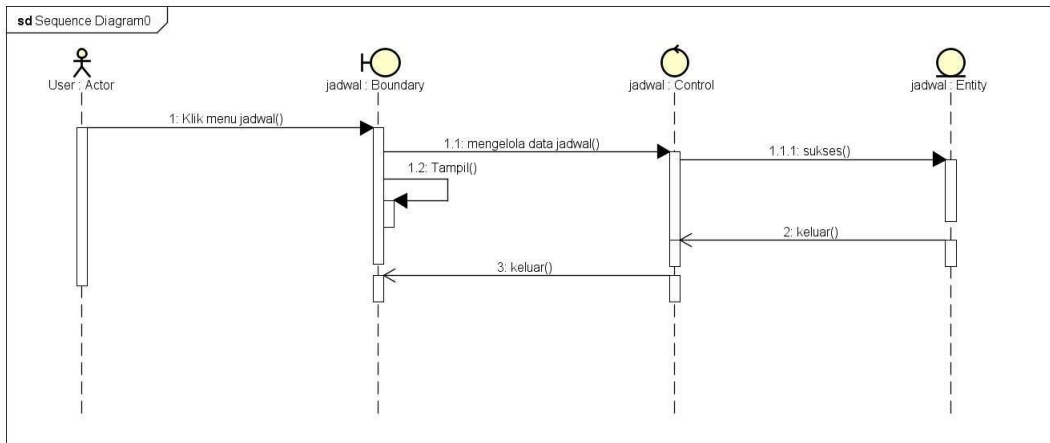 sd Sequence Diagram0
User : Actor
jadwal : Boundary
jadwal : Control
jadwal : Entity
1: Klik menu jadwal()
1.1: mengelola data jadwal()
1.1.1: sukses()
1.2: Tampil()
2: keluar()
3: keluar()